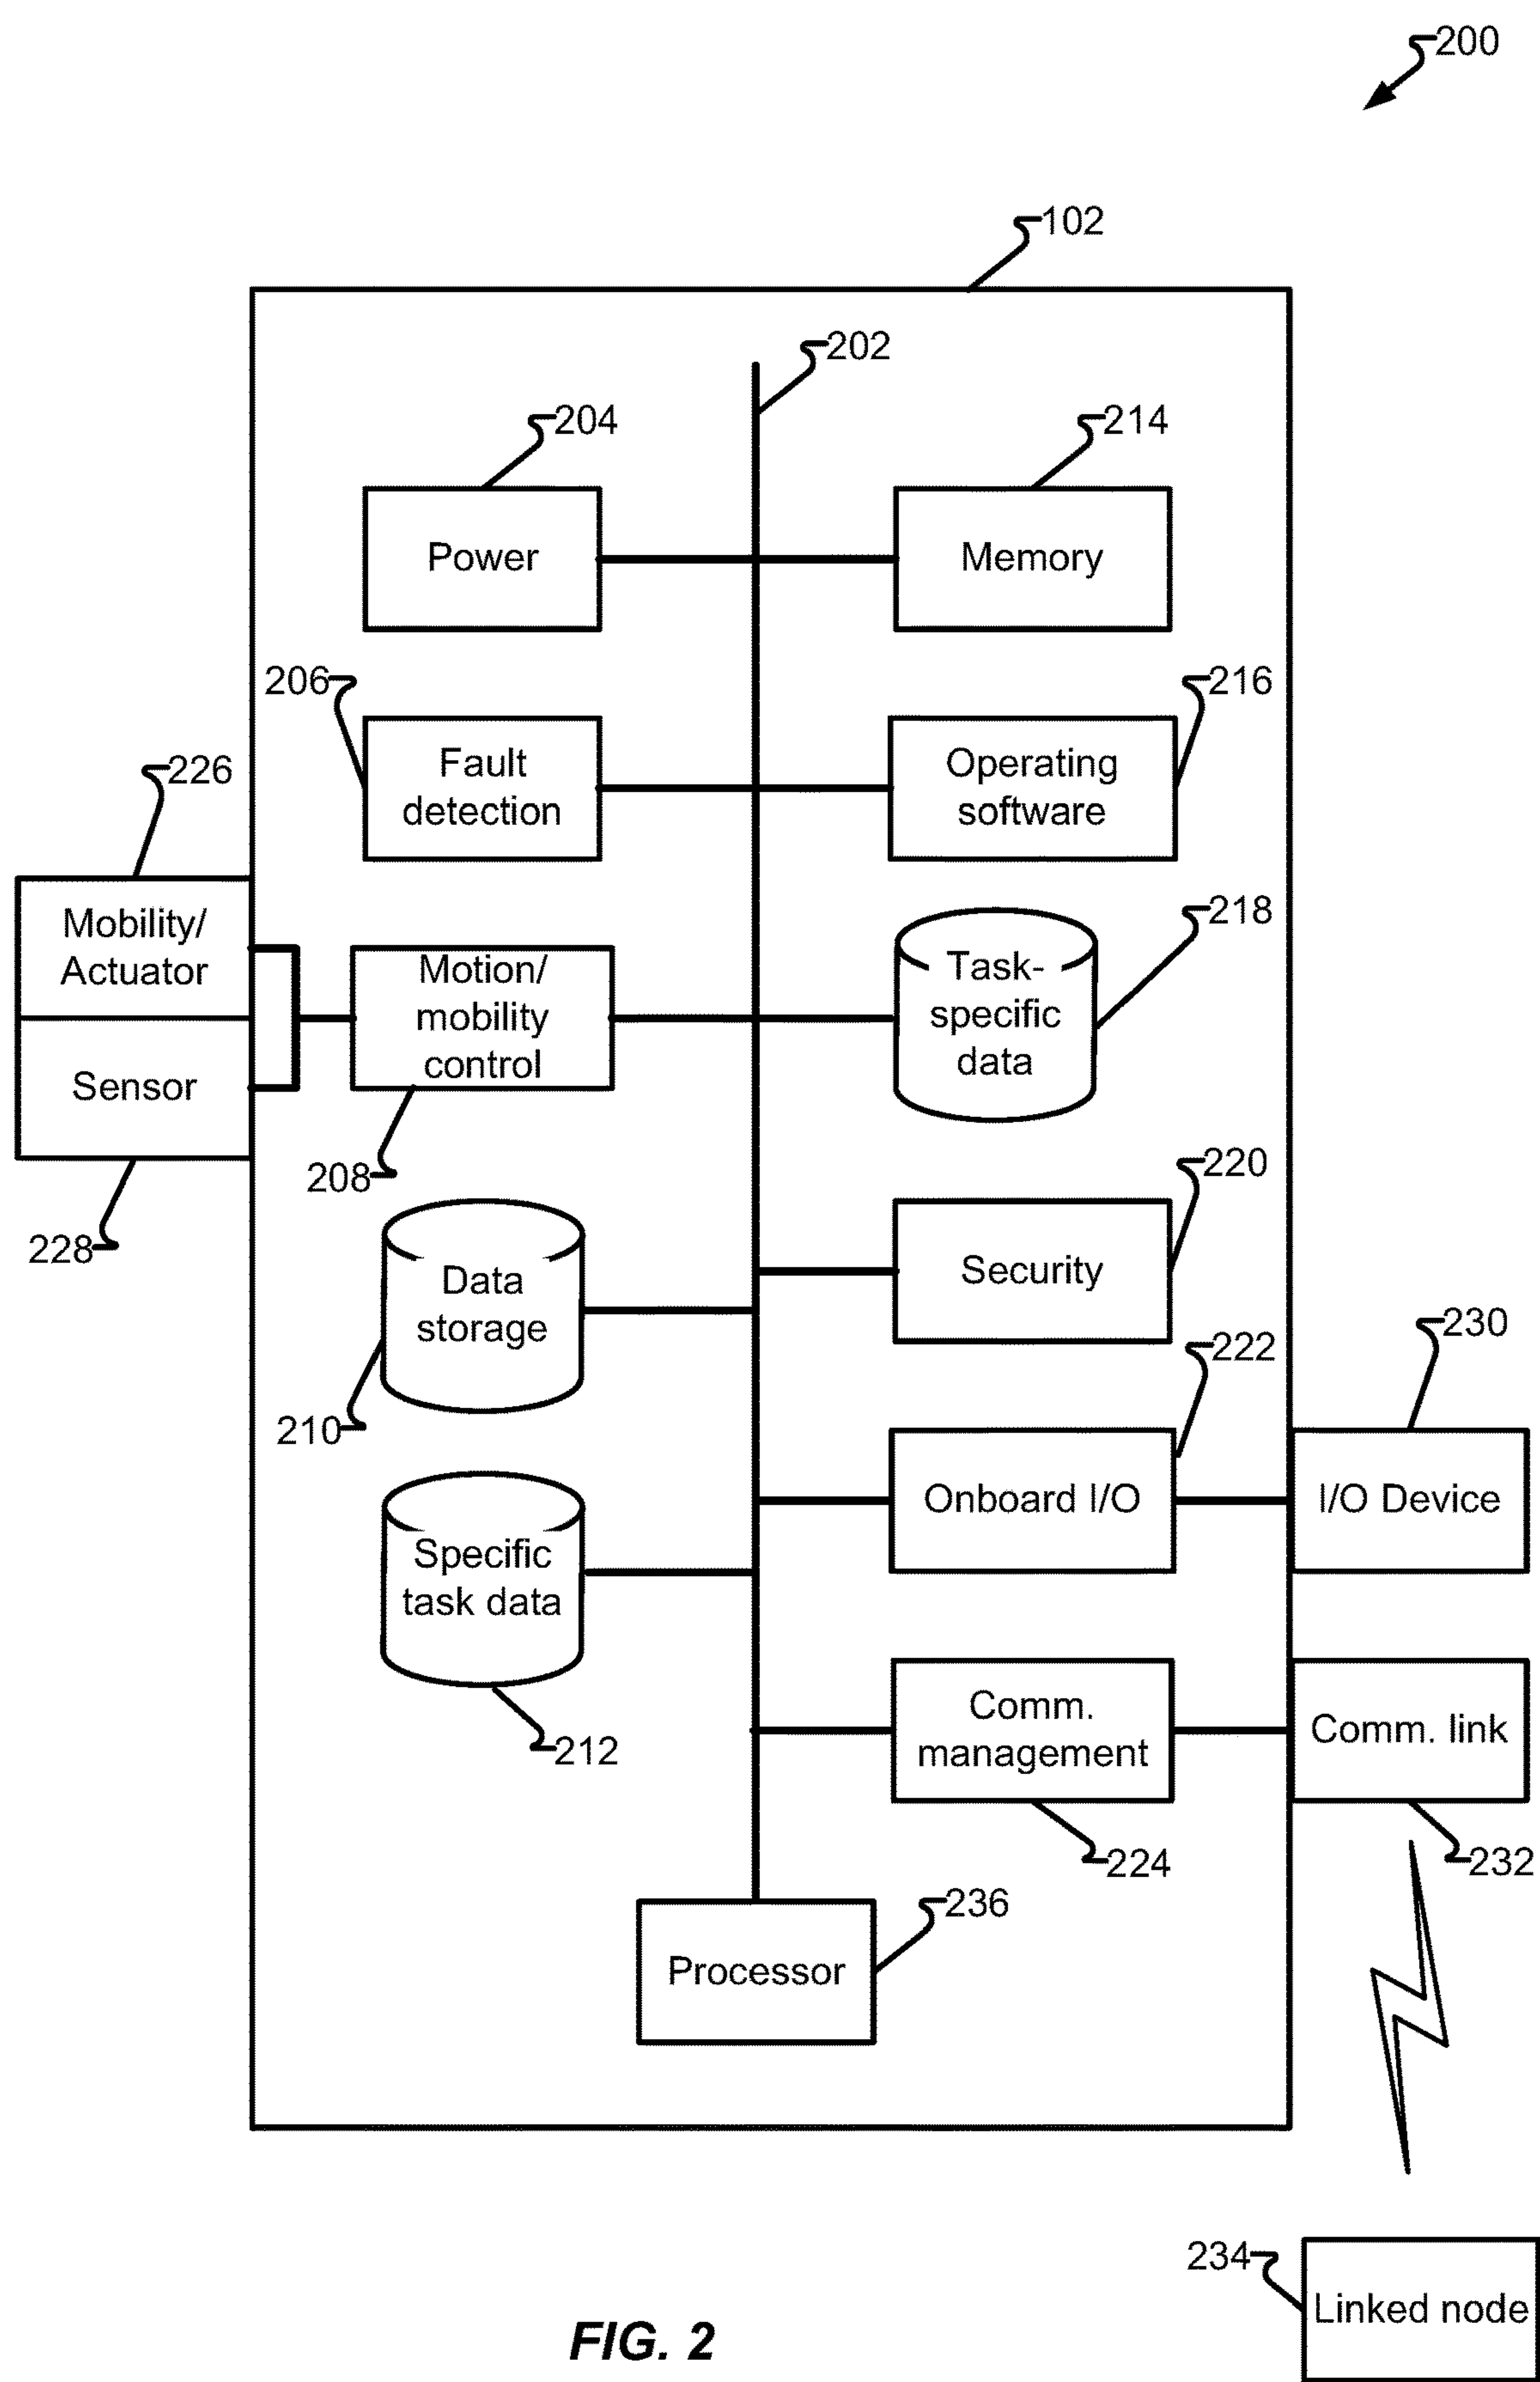 200
102
202
204
214
Power
Memory
206
216
Fault
detection
Operating
software
226
218
Mobility/
Actuator
Motion/
mobility
control
Task-
specific
data
Sensor
208
220
228
Data
storage
Security
230
222
210
Onboard I/O
I/O Device
Specific
task data
Comm.
management
Comm. link
212
224
232
236
Processor
234
Linked node
FIG. 2